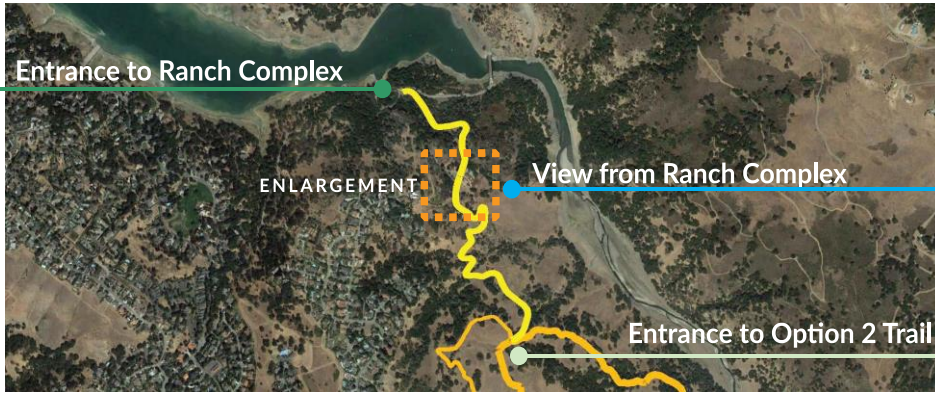 Entrance to Ranch Complex
View from Ranch Complex
ENLARGEMENT
Entrance to Option 2 Trail